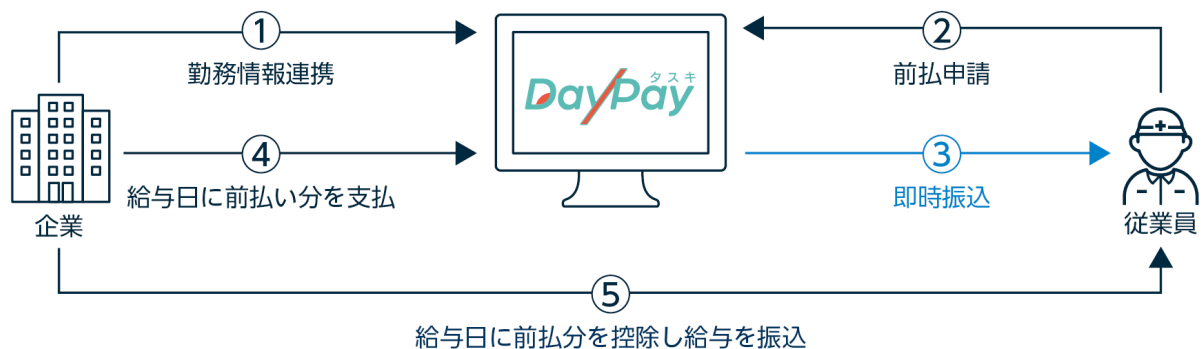 ①
勤務情報連携
②
前払申請
タスキ
DayPay
④
給与日に前払い分を支払
③
即時振込
企業
従業員
⑤
給与日に前払分を控除し給与を振込